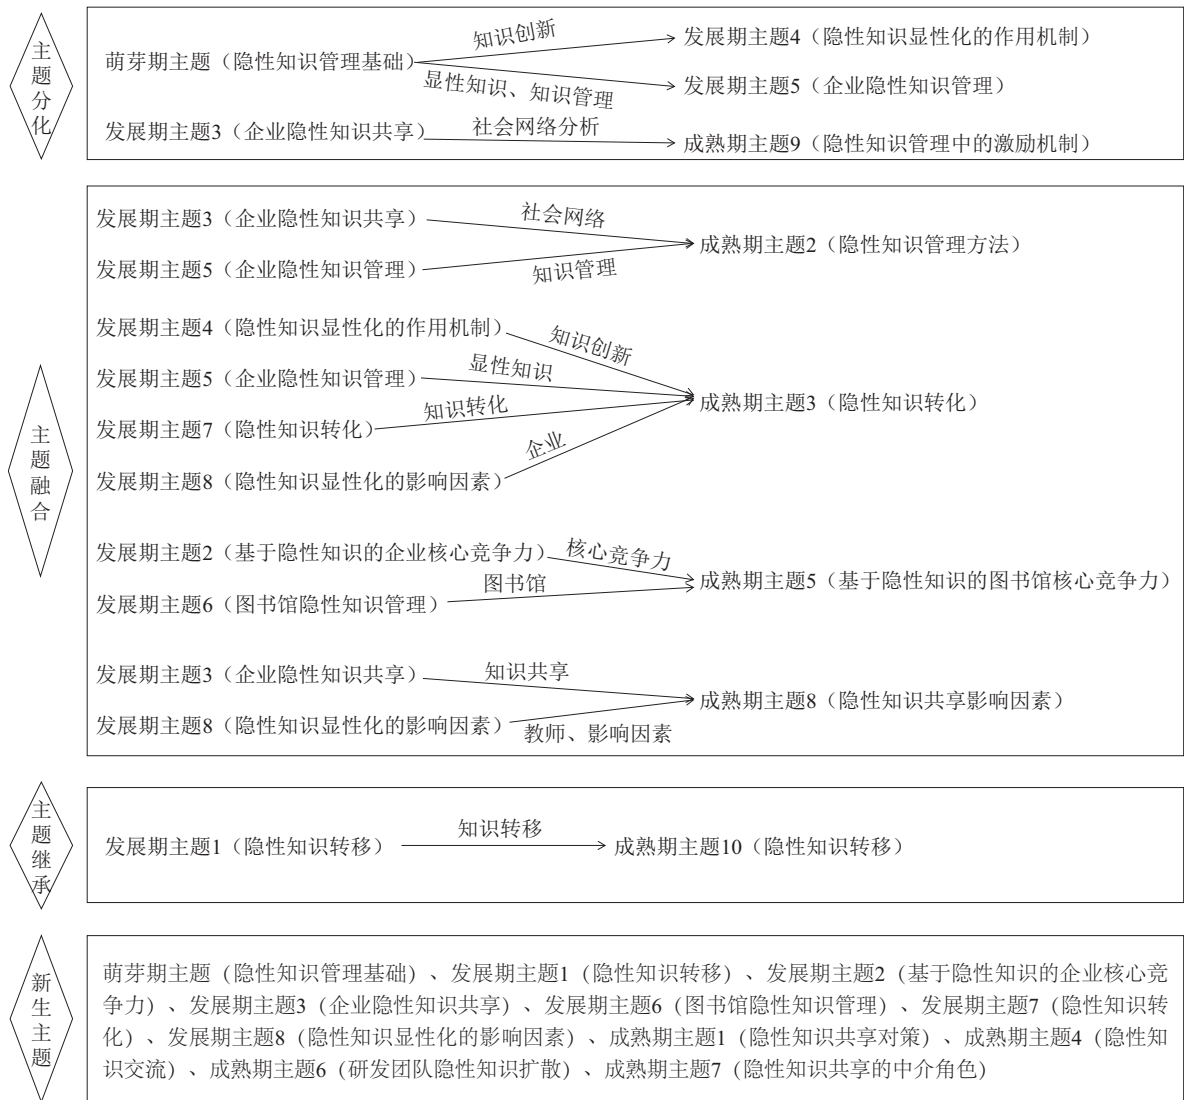 主题分化
知识创新
萌芽期主题（隐性知识管理基础）
发展期主题4（隐性知识显性化的作用机制）
显性知识、知识管理
发展期主题5（企业隐性知识管理）
发展期主题3（企业隐性知识共享）
社会网络分析
成熟期主题9（隐性知识管理中的激励机制）
主题融合
发展期主题3（企业隐性知识共享）
社会网络
成熟期主题2（隐性知识管理方法）
发展期主题5（企业隐性知识管理）
知识管理
发展期主题4（隐性知识显性化的作用机制）
知识创新
发展期主题5（企业隐性知识管理）
显性知识
成熟期主题3（隐性知识转化）
发展期主题7（隐性知识转化）
知识转化
发展期主题8（隐性知识显性化的影响因素）
企业
发展期主题2（基于隐性知识的企业核心竞争力）
核心竞争力
成熟期主题5（基于隐性知识的图书馆核心竞争力）
发展期主题6（图书馆隐性知识管理）
图书馆
发展期主题3（企业隐性知识共享）
知识共享
成熟期主题8（隐性知识共享影响因素）
发展期主题8（隐性知识显性化的影响因素）
教师、影响因素
主题继承
发展期主题1（隐性知识转移）
知识转移
成熟期主题10（隐性知识转移）
新生主题
萌芽期主题（隐性知识管理基础）、发展期主题1（隐性知识转移）、发展期主题2（基于隐性知识的企业核心竞
争力）、发展期主题3（企业隐性知识共享）、发展期主题6（图书馆隐性知识管理）、发展期主题7（隐性知识转
化）、发展期主题8（隐性知识显性化的影响因素）、成熟期主题1（隐性知识共享对策）、成熟期主题4（隐性知
识交流）、成熟期主题6（研发团队隐性知识扩散）、成熟期主题7（隐性知识共享的中介角色）